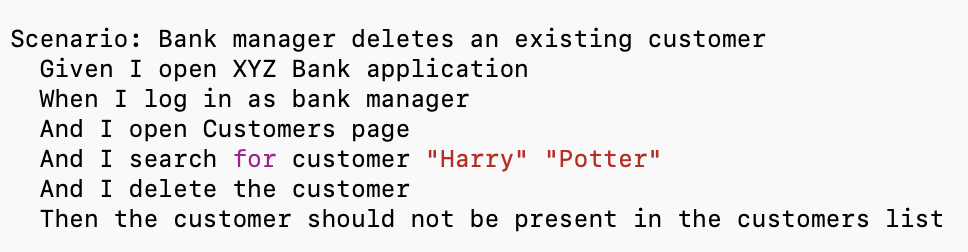 Scenario: Bank manager deletes an existing customer
Given I open XYZ Bank application
When I log in as bank manager
And I open Customers page
And I search for customer "Harry" "Potter"
And I delete the customer
Then the customer should not be present in the customers list